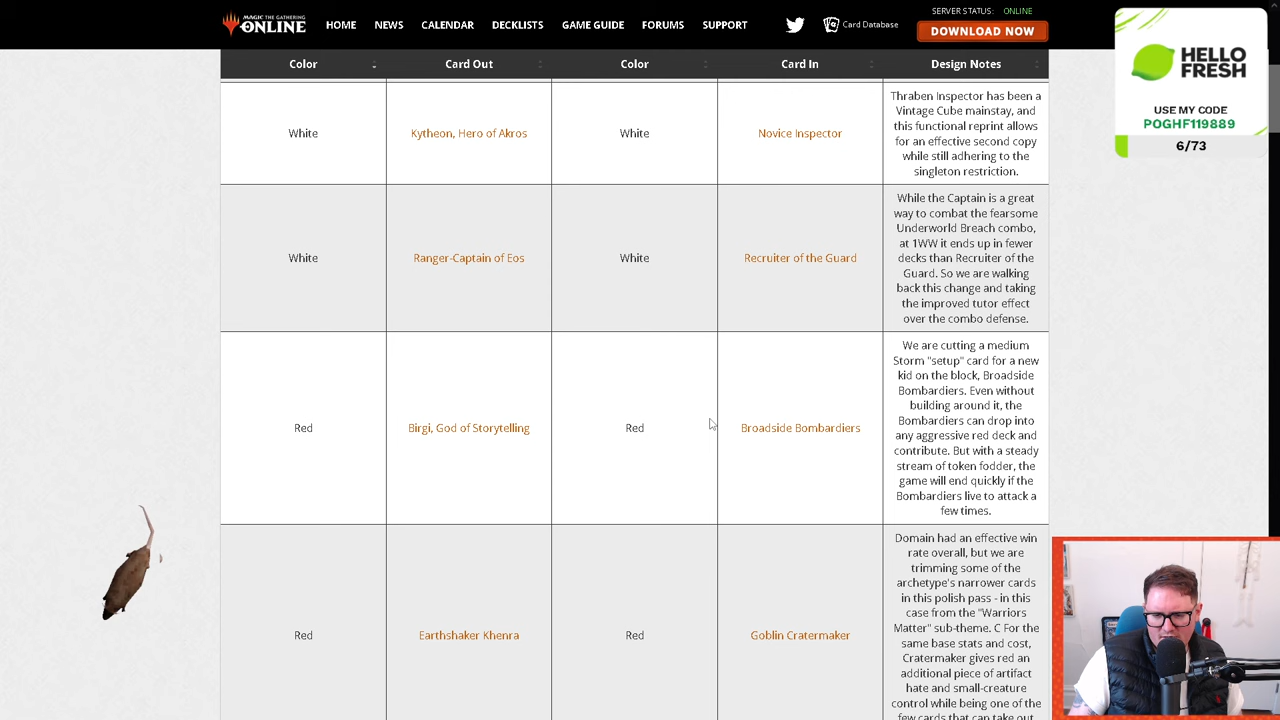 MAGIC THE GATHERING
ONLINE
HOME
NEWS
CALENDAR
DECKLISTS
GAME GUIDE
FORUMS
SUPPORT
Card Database
SERVER STATUS: ONLINE
DOWNLOAD NOW
HELLO
FRESH
USE MY CODE
POGHF119889
6/73
Color
Card Out
Color
Card In
Design Notes
White
Kytheon, Hero of Akros
White
Novice Inspector
Thraben Inspector has been a
Vintage Cube mainstay, and
this functional reprint allows
for an effective second copy
while still adhering to the
singleton restriction.
White
Ranger-Captain of Eos
White
Recruiter of the Guard
While the Captain is a great
way to combat the fearsome
Underworld Breach combo,
at 1WW it ends up in fewer
decks than Recruiter of the
Guard. So we are walking
back this change and taking
the improved tutor effect
over the combo defense.
Red
Birgi, God of Storytelling
Red
Broadside Bombardiers
We are cutting a medium
Storm "setup" card for a new
kid on the block, Broadside
Bombardiers. Even without
building around it, the
Bombardiers can drop into
any aggressive red deck and
contribute. But with a steady
stream of token fodder, the
game will end quickly if the
Bombardiers live to attack a
few times.
Red
Earthshaker Khenra
Red
Goblin Cratermaker
Domain had an effective win
rate overall, but we are
trimming some of the
archetype's narrower cards
in this polish pass - in this
case from the "Warriors
Matter" sub-theme. C For the
same base stats and cost,
Cratermaker gives red an
additional piece of artifact
hate and small-creature
control while being one of the
few cards that can take out